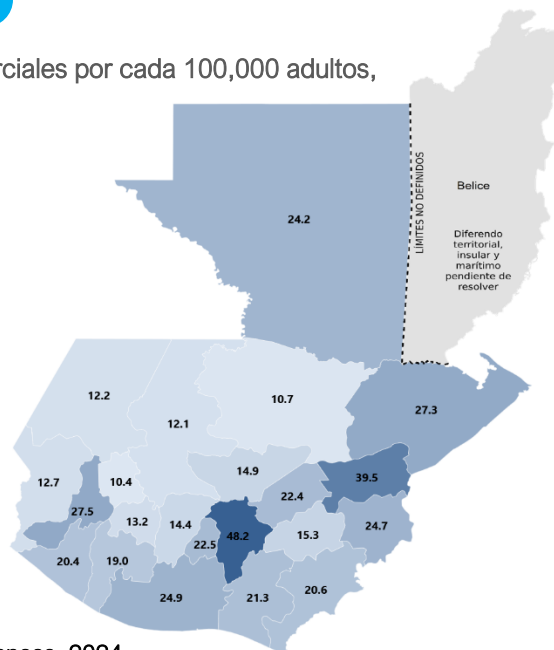 rciales por cada 100,000 adultos,
LÍMITES NO DEFINIDOS
Belice
Diferendo
territorial,
insular y
marítimo
pendiente de
resolver
24.2
12.2
12.1
10.7
27.3
12.7
10.4
14.9
39.5
27.5
13.2
14.4
22.5
48.2
22.4
15.3
24.7
20.4
19.0
24.9
21.3
20.6
2024